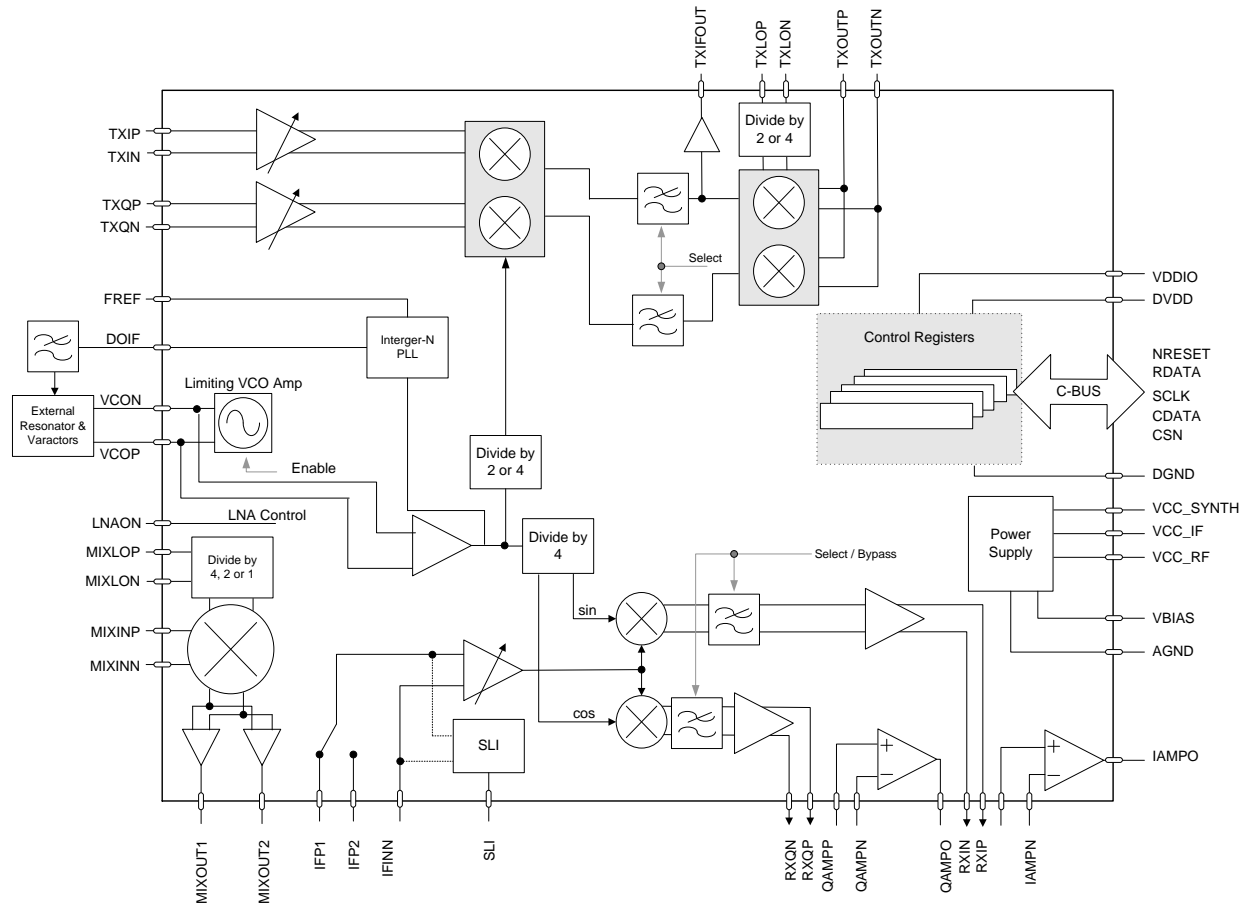 TXIFOUT
TXLOP
TXLON
TXOUTP
TXOUTN
TXIP
TXIN
TXQP
TXQN
Divide by
2 or 4
Select
FREF
DOIF
Interger-N
PLL
VDDIO
DVDD
Control Registers
C-BUS
NRESET
RDATA
SCLK
CDATA
CSN
DGND
External
Resonator &
Varactors
VCON
VCOP
Limiting VCO Amp
Enable
Divide by
2 or 4
LNAON
LNA Control
MIXLOP
MIXLON
Divide by
4, 2 or 1
MIXINP
MIXINN
Divide by
4
Select / Bypass
sin
cos
SLI
Power
Supply
VCC_SYNTH
VCC_IF
VCC_RF
VBIAS
AGND
+
−
+
−
IAMPO
MIXOUT1
MIXOUT2
IFP1
IFP2
IFINN
SLI
RXQN
RXQP
QAMPP
QAMPN
QAMPO
RXIN
RXIP
IAMPN